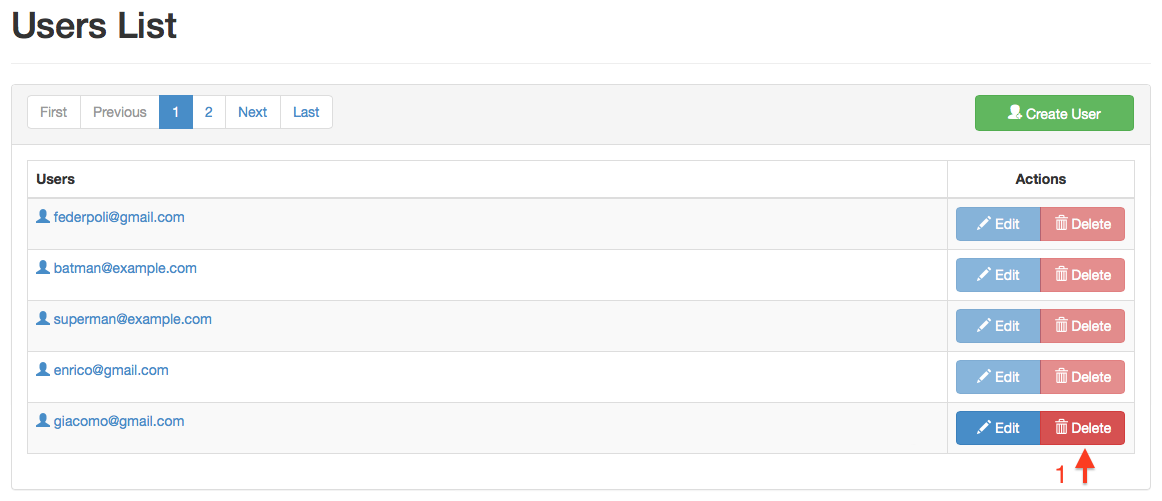 Users List
First Previous 1 2 Next Last Create User
Users Actions
federpoli@gmail.com Edit Delete
batman@example.com Edit Delete
superman@example.com Edit Delete
enrico@gmail.com Edit Delete
giacomo@gmail.com Edit Delete
1